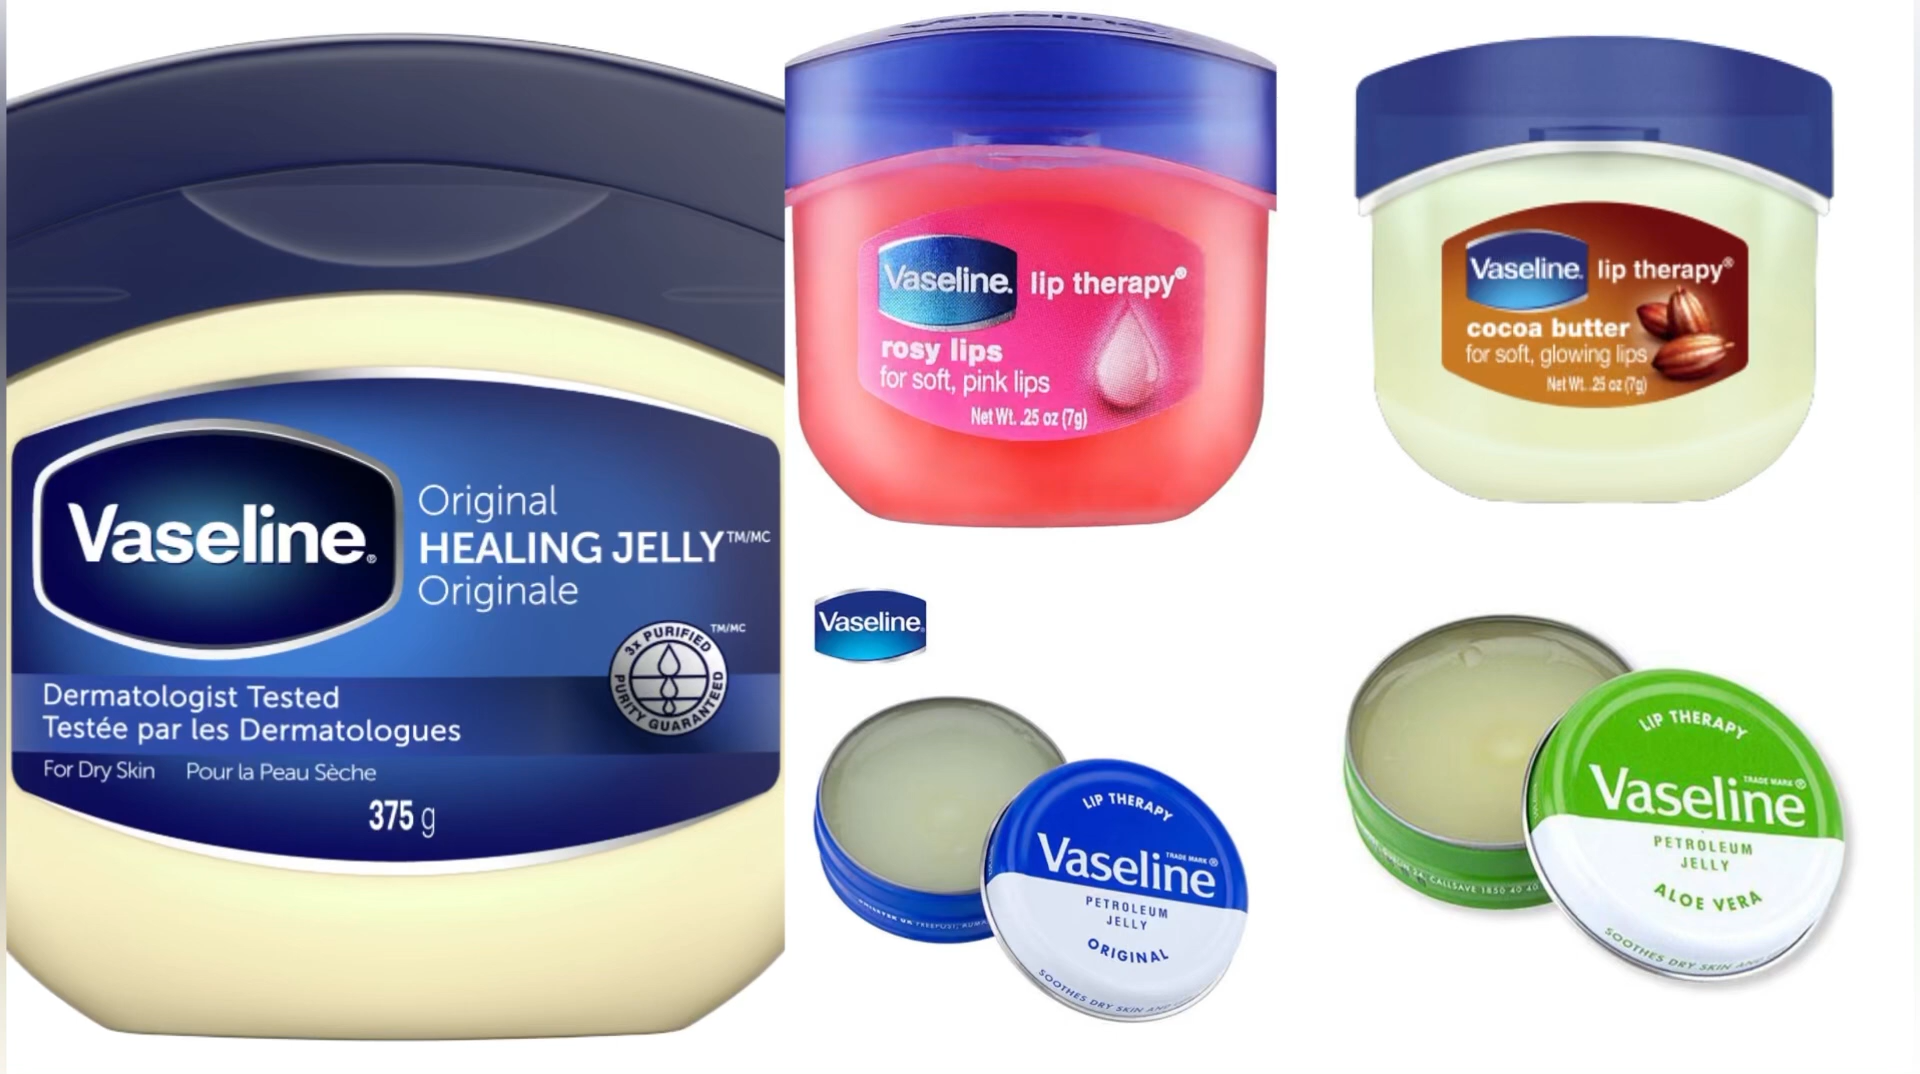 Vaseline®
Original
HEALING JELLY™/MC
Originale
3x PURIFIED TM/MC
PURITY GUARANTEED
Dermatologist Tested
Testée par les Dermatologues
For Dry Skin Pour la Peau Sèche
375 g
Vaseline. lip therapy®
rosy lips
for soft, pink lips
Net Wt. .25 oz (7g)
Vaseline. lip therapy®
cocoa butter
for soft, glowing lips
Net Wt. .25 oz (7g)
Vaseline.
LIP THERAPY
Vaseline
TRADE MARK ®
PETROLEUM
JELLY
ORIGINAL
SOOTHES DRY SKIN AND
LIP THERAPY
Vaseline
TRADE MARK ®
PETROLEUM
JELLY
ALOE VERA
SOOTHES DRY SKIN AND
CALLSAVE 1850 40 40